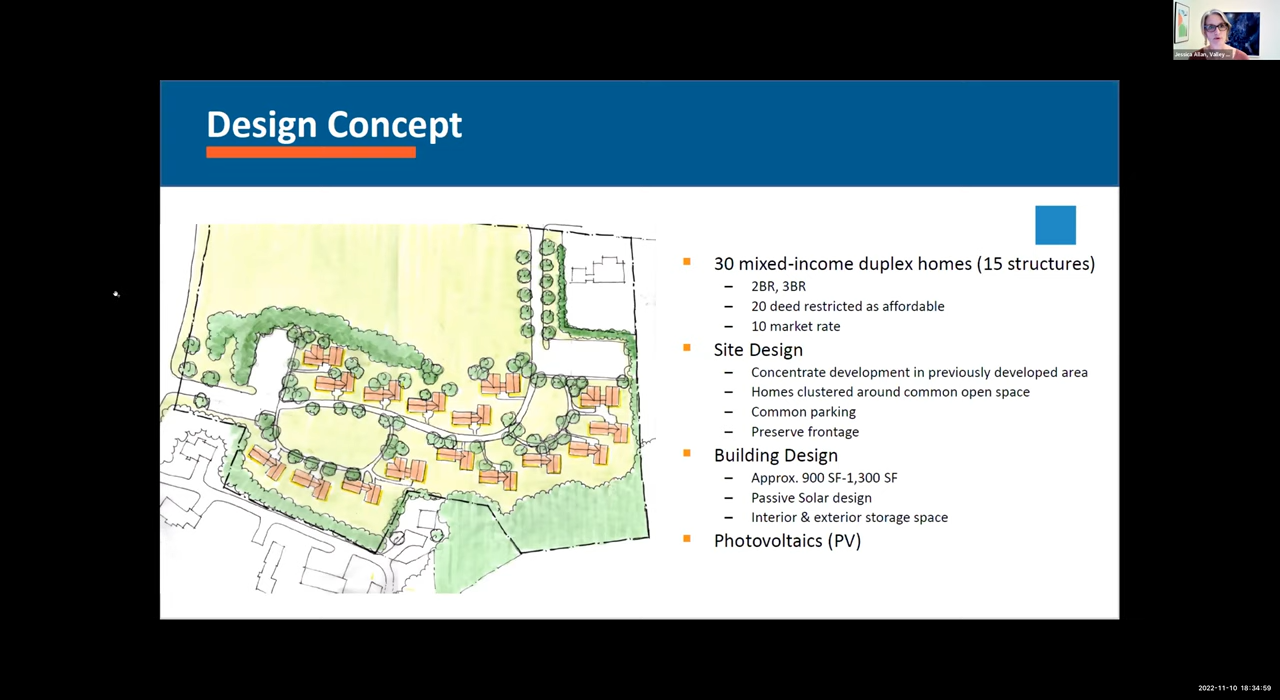 Jessica Allan, Valley ...
Design Concept
30 mixed-income duplex homes (15 structures)
– 2BR, 3BR
– 20 deed restricted as affordable
– 10 market rate
Site Design
– Concentrate development in previously developed area
– Homes clustered around common open space
– Common parking
– Preserve frontage
Building Design
– Approx. 900 SF-1,300 SF
– Passive Solar design
– Interior & exterior storage space
Photovoltaics (PV)
2022-11-10 18:34:59